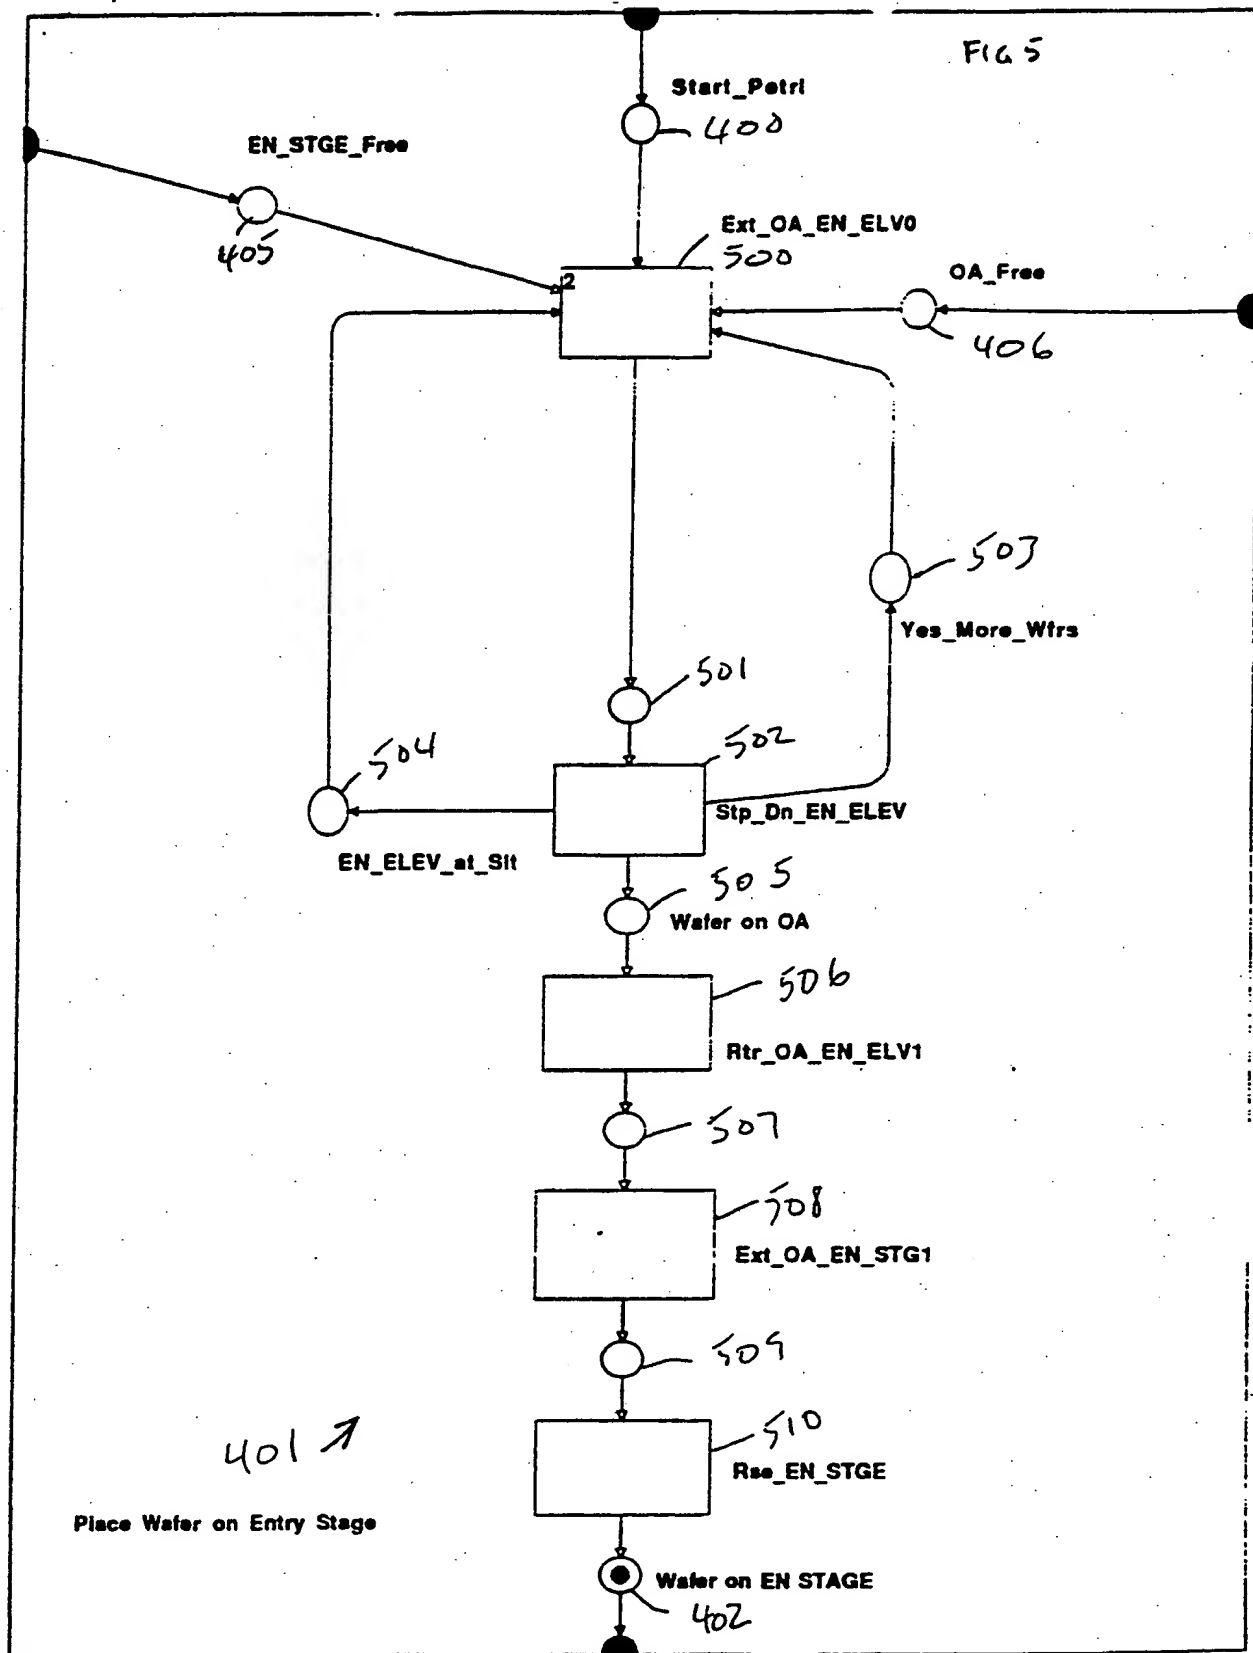 FIG 5
Start_Petri
400
EN_STGE_Free
405
Ext_OA_EN_ELV0
500
OA_Free
406
2
503
Yes_More_Wfrs
501
502
504
Stp_Dn_EN_ELEV
EN_ELEV_at_Slt
505
Wafer on OA
506
Rtr_OA_EN_ELV1
507
508
Ext_OA_EN_STG1
509
510
401
Rse_EN_STGE
Place Wafer on Entry Stage
Wafer on EN STAGE
402